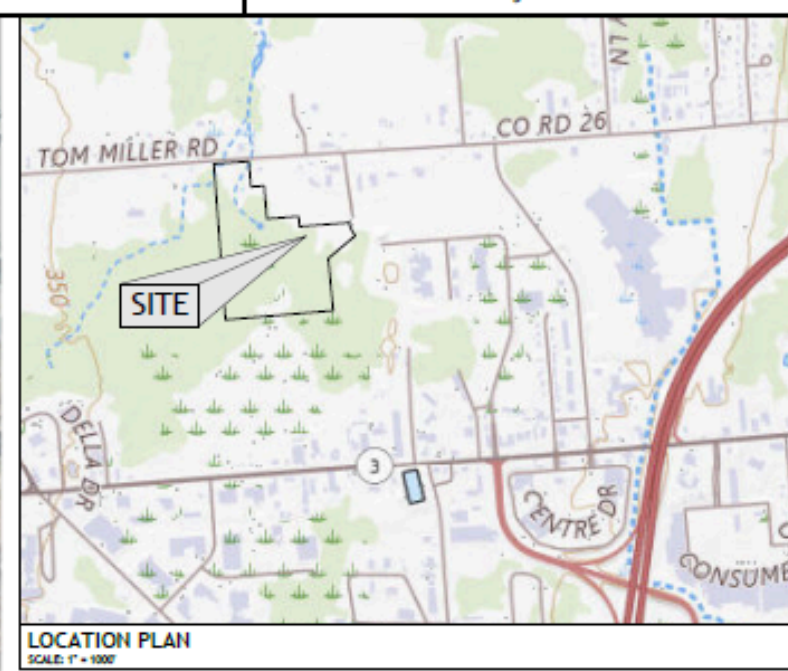 LN
CO RD 26
TOM MILLER RD
350
SITE
DELLA DR
3
CENTRE DR
CONSUME
LOCATION PLAN
SCALE: 1" = 1000'